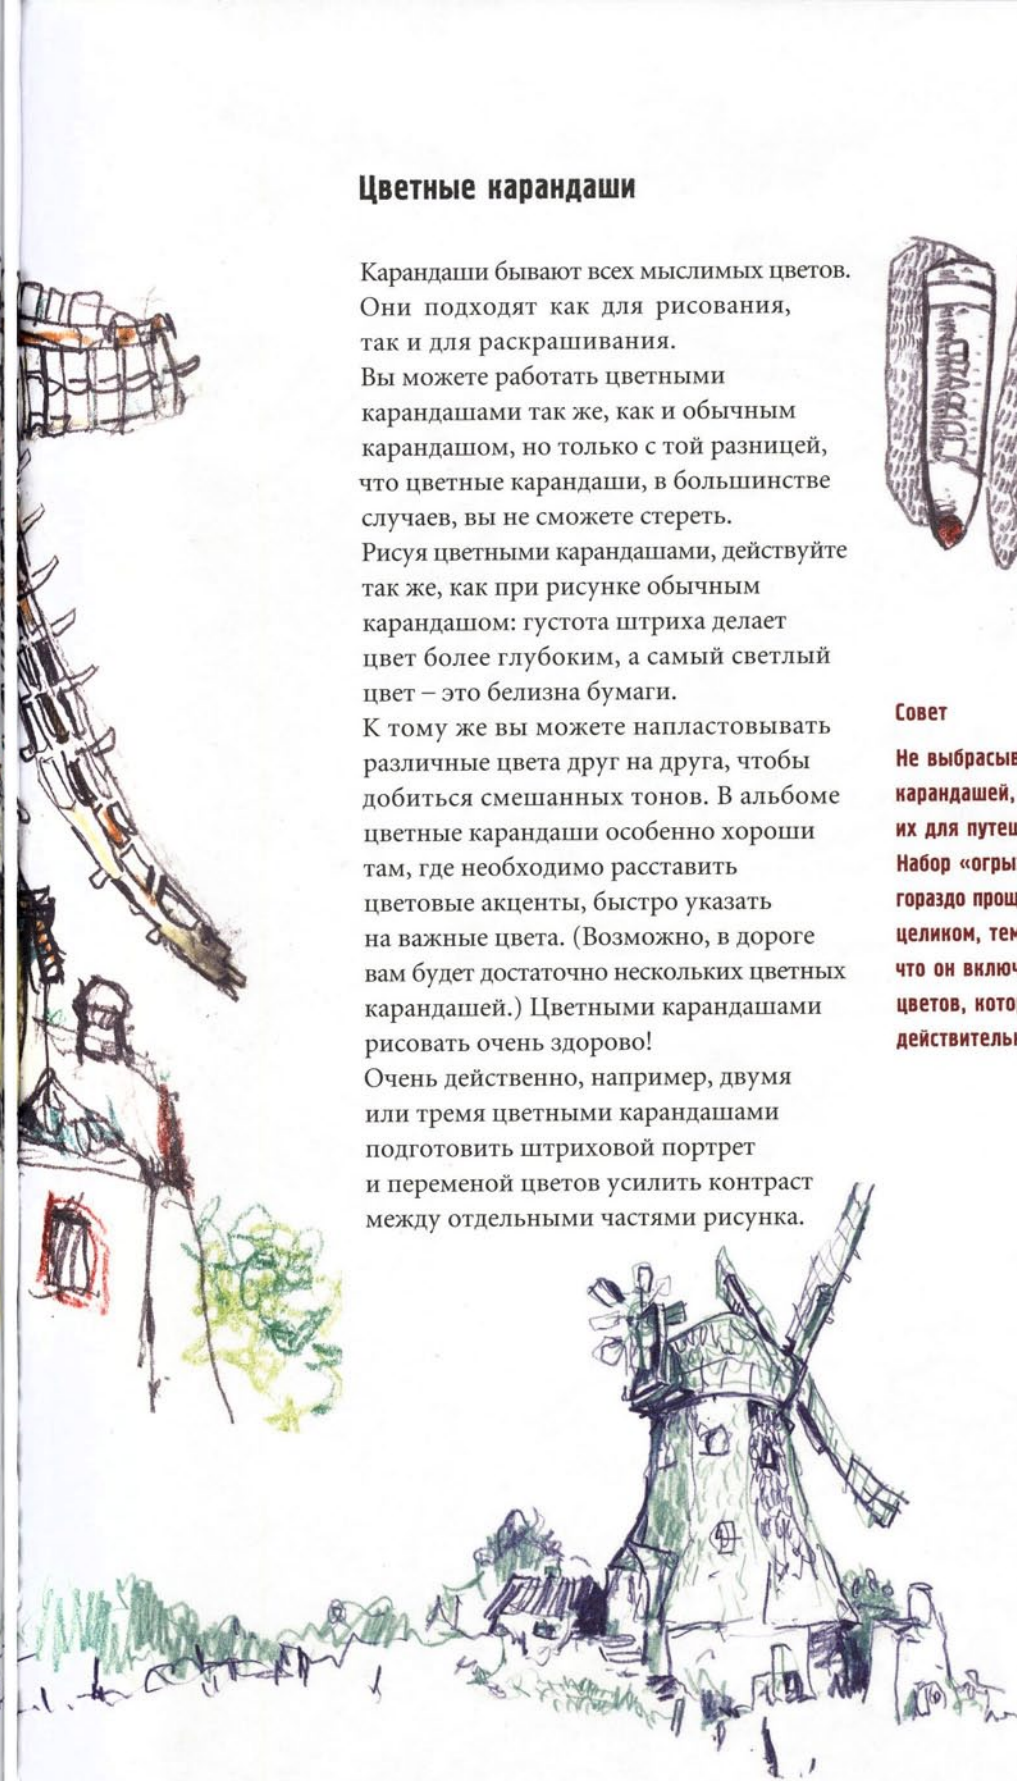 Цветные карандаши
Карандаши бывают всех мыслимых цветов.
Они подходят как для рисования,
так и для раскрашивания.
Вы можете работать цветными
карандашами так же, как и обычным
карандашом, но только с той разницей,
что цветные карандаши, в большинстве
случаев, вы не сможете стереть.
Рисуя цветными карандашами, действуйте
так же, как при рисунке обычным
карандашом: густота штриха делает
цвет более глубоким, а самый светлый
цвет – это белизна бумаги.
К тому же вы можете напластовывать
различные цвета друг на друга, чтобы
добиться смешанных тонов. В альбоме
цветные карандаши особенно хороши
там, где необходимо расставить
цветовые акценты, быстро указать
на важные цвета. (Возможно, в дороге
вам будет достаточно нескольких цветных
карандашей.) Цветными карандашами
рисовать очень здорово!
Очень действенно, например, двумя
или тремя цветными карандашами
подготовить штриховой портрет
и переменой цветов усилить контраст
между отдельными частями рисунка.
Совет
Не
карандашей,
их для
Набор
гораздо
целиком,
что он
цветов,